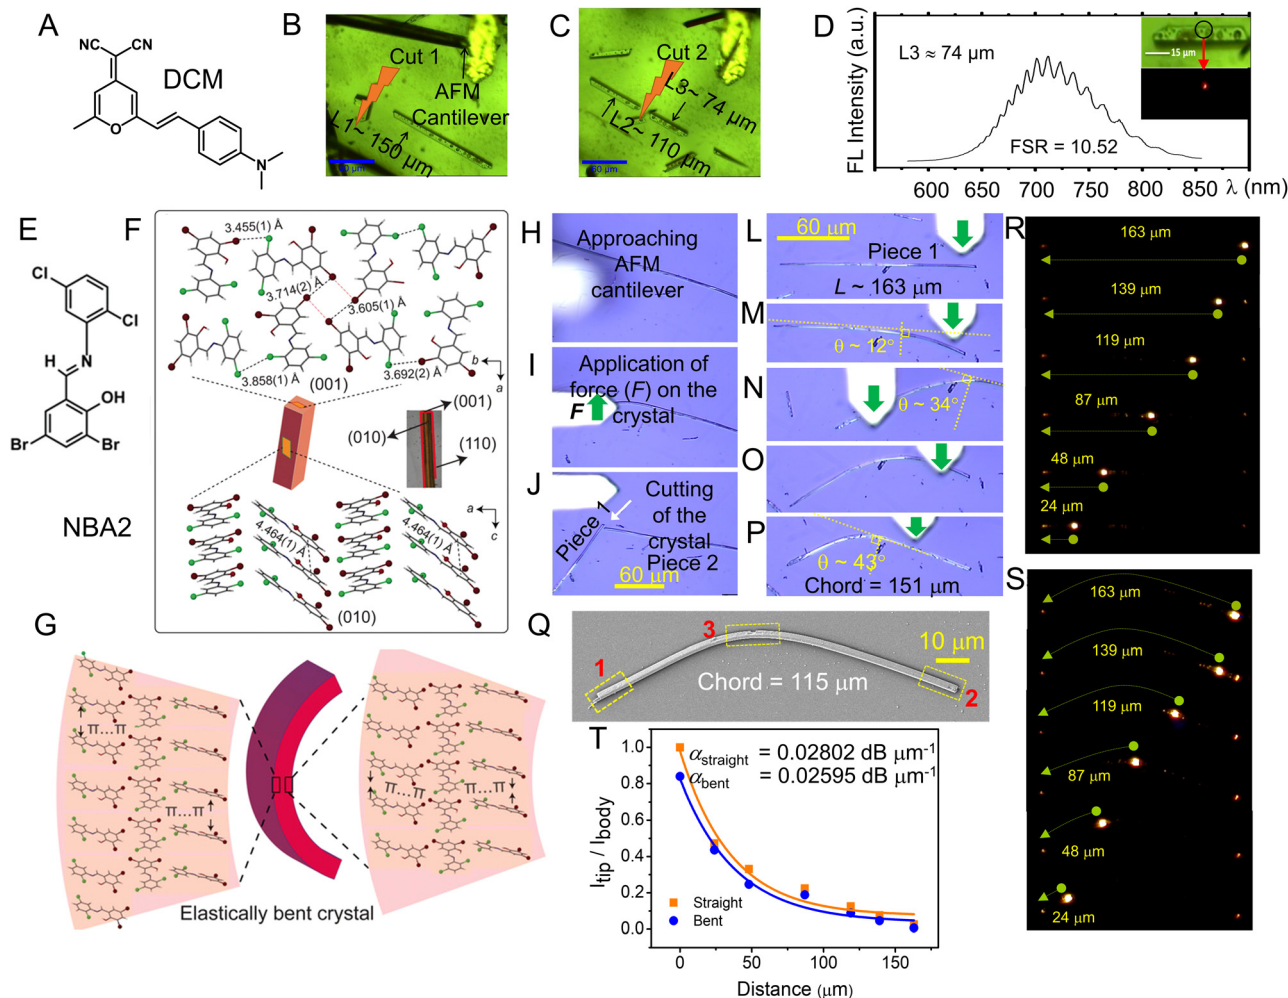 A
CN
CN
DCM
O
N
B
Cut 1
AFM
Cantilever
L1~ 150 μm
60 μm
C
Cut 2
L3~ 74 μm
L2~ 110 μm
60 μm
D
FL Intensity (a.u.)
L3 ≈ 74 μm
FSR = 10.52
15 μm
600 650 700 750 800 850
λ (nm)
E
Cl
Cl
N
H
OH
Br
Br
NBA2
F
3.455(1) Å
3.714(2) Å
3.605(1) Å
3.858(1) Å
(001)
3.692(2) Å
b
a
(001)
(010)
(110)
4.464(1) Å
4.464(1) Å
a
c
(010)
G
π...π
π...π
π...π
π...π
Elastically bent crystal
H
Approaching
AFM
cantilever
I
Application of
force (F) on the
crystal
F
J
Piece 1
Cutting
of the
crystal
Piece 2
60 μm
L
60 μm
Piece 1
L ~ 163 μm
M
θ ~ 12°
N
θ ~ 34°
O
P
θ ~ 43°
Chord = 151 μm
Q
1
3
2
10 μm
Chord = 115 μm
R
163 μm
139 μm
119 μm
87 μm
48 μm
24 μm
S
163 μm
139 μm
119 μm
87 μm
48 μm
24 μm
T
αstraight = 0.02802 dB μm-1
αbent = 0.02595 dB μm-1
Itip / Ibody
1.0
0.8
0.6
0.4
0.2
0.0
Straight
Bent
0 50 100 150
Distance (μm)